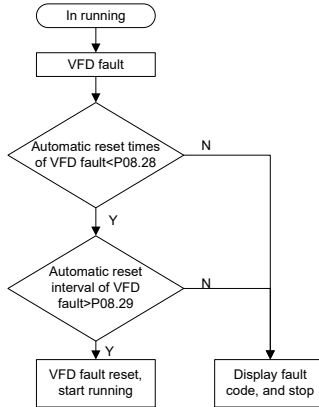 In running
VFD fault
Automatic reset times
of VFD fault<P08.28
N
Y
Automatic reset
interval of VFD
fault>P08.29
N
Y
VFD fault reset,
start running
Display fault
code, and stop